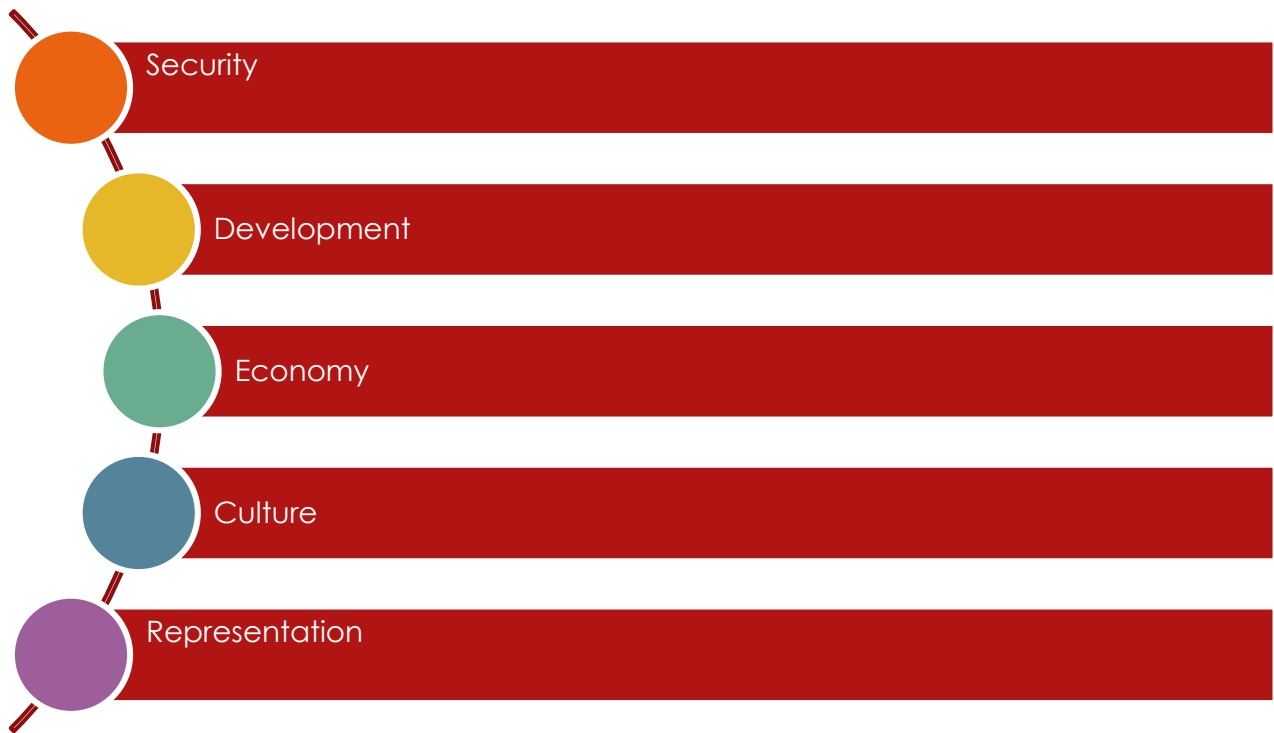 Security
Development
Economy
Culture
Representation